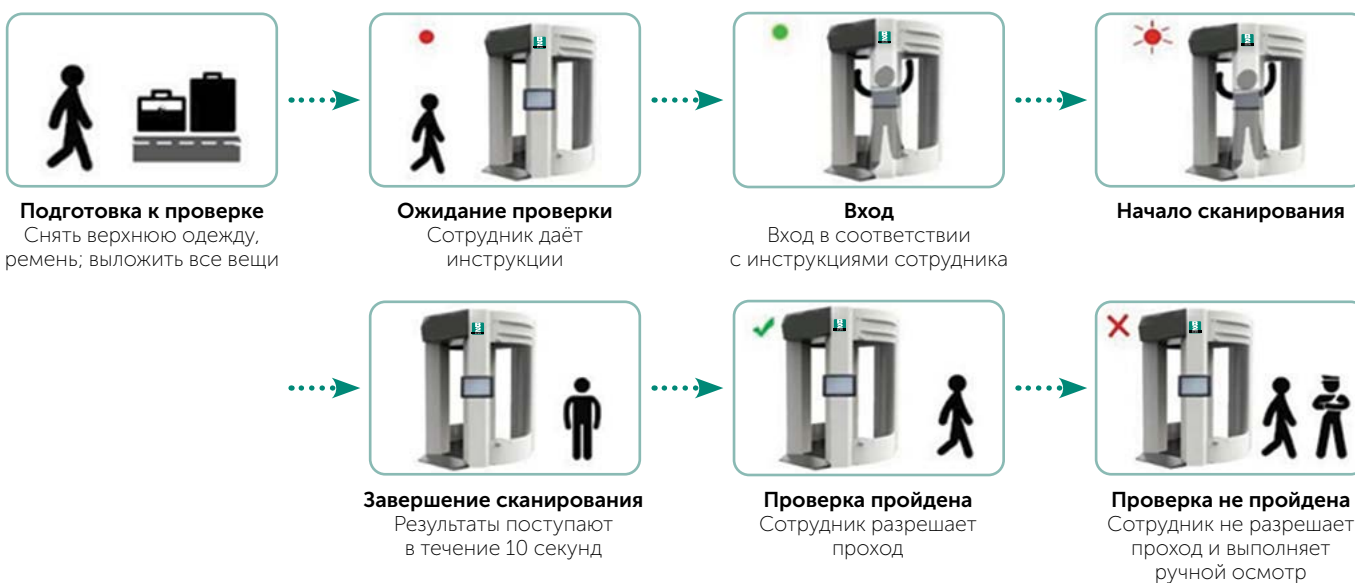 Подготовка к проверке
Снять верхнюю одежду,
ремень; выложить все вещи
Ожидание проверки
Сотрудник даёт
инструкции
Вход
Вход в соответствии
с инструкциями сотрудника
Начало сканирования
Завершение сканирования
Результаты поступают
в течение 10 секунд
Проверка пройдена
Сотрудник разрешает
проход
Проверка не пройдена
Сотрудник не разрешает
проход и выполняет
ручной осмотр